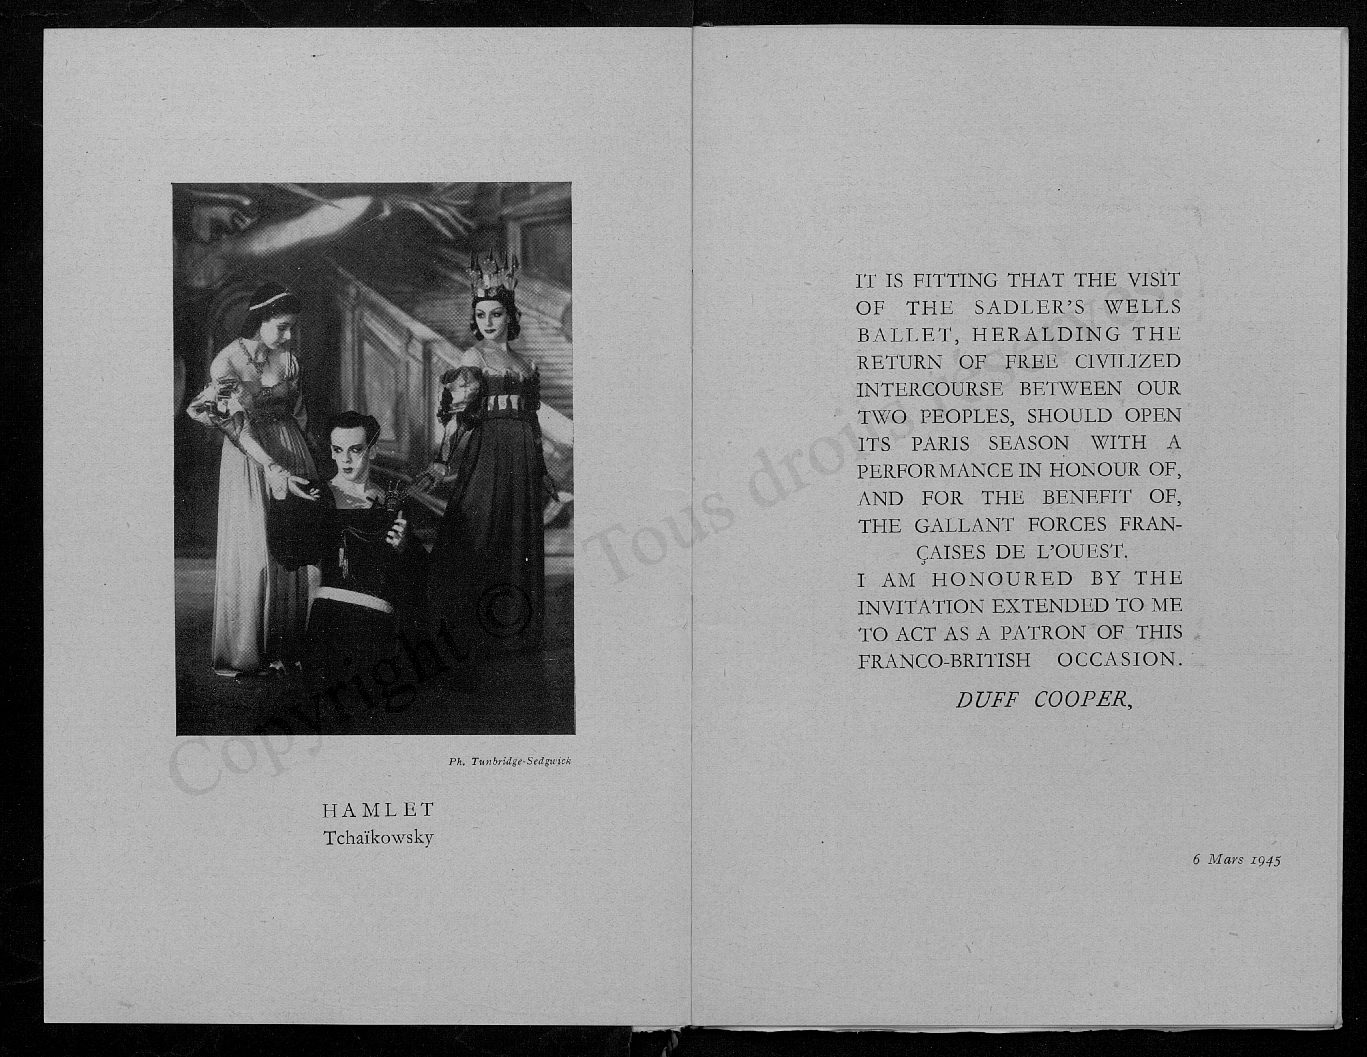 Ph. Tunbridge-Sedgwick
HAMLET
Tchaïkowsky
IT IS FITTING THAT THE VISIT
OF THE SADLER'S WELLS
BALLET, HERALDING THE
RETURN OF FREE CIVILIZED
INTERCOURSE BETWEEN OUR
TWO PEOPLES, SHOULD OPEN
ITS PARIS SEASON WITH A
PERFORMANCE IN HONOUR OF,
AND FOR THE BENEFIT OF,
THE GALLANT FORCES FRAN-
ÇAISES DE L'OUEST.
I AM HONOURED BY THE
INVITATION EXTENDED TO ME
TO ACT AS A PATRON OF THIS
FRANCO-BRITISH OCCASION.
DUFF COOPER,
6 Mars 1945
Copyright © - Tous droits